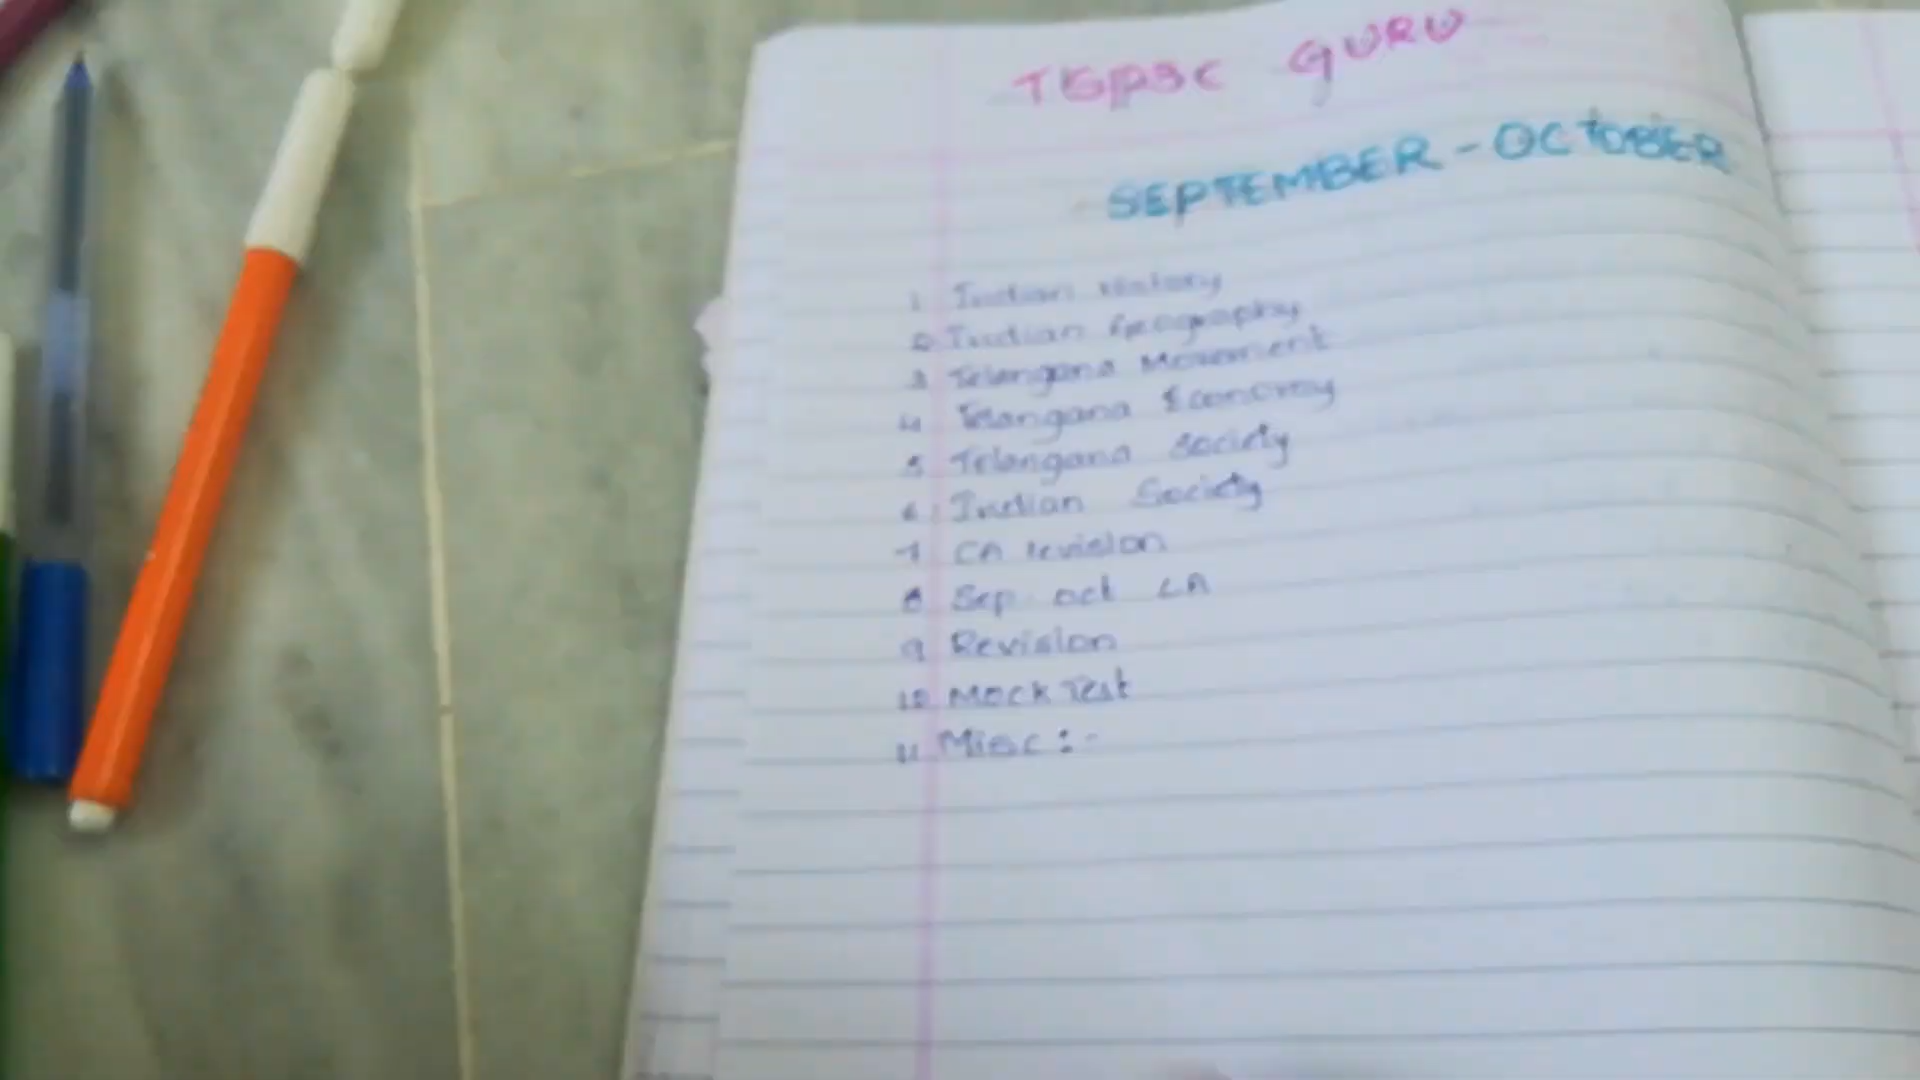 TGPSC GURU
SEPTEMBER - OCTOBER
1 Indian History
2 Indian Geography
3 Telangana Movement
4 Telangana Economy
5 Telangana Society
6 Indian Society
7 CA revision
8 Sep oct CA
9 Revision
10 Mock Test
11 Misc :-